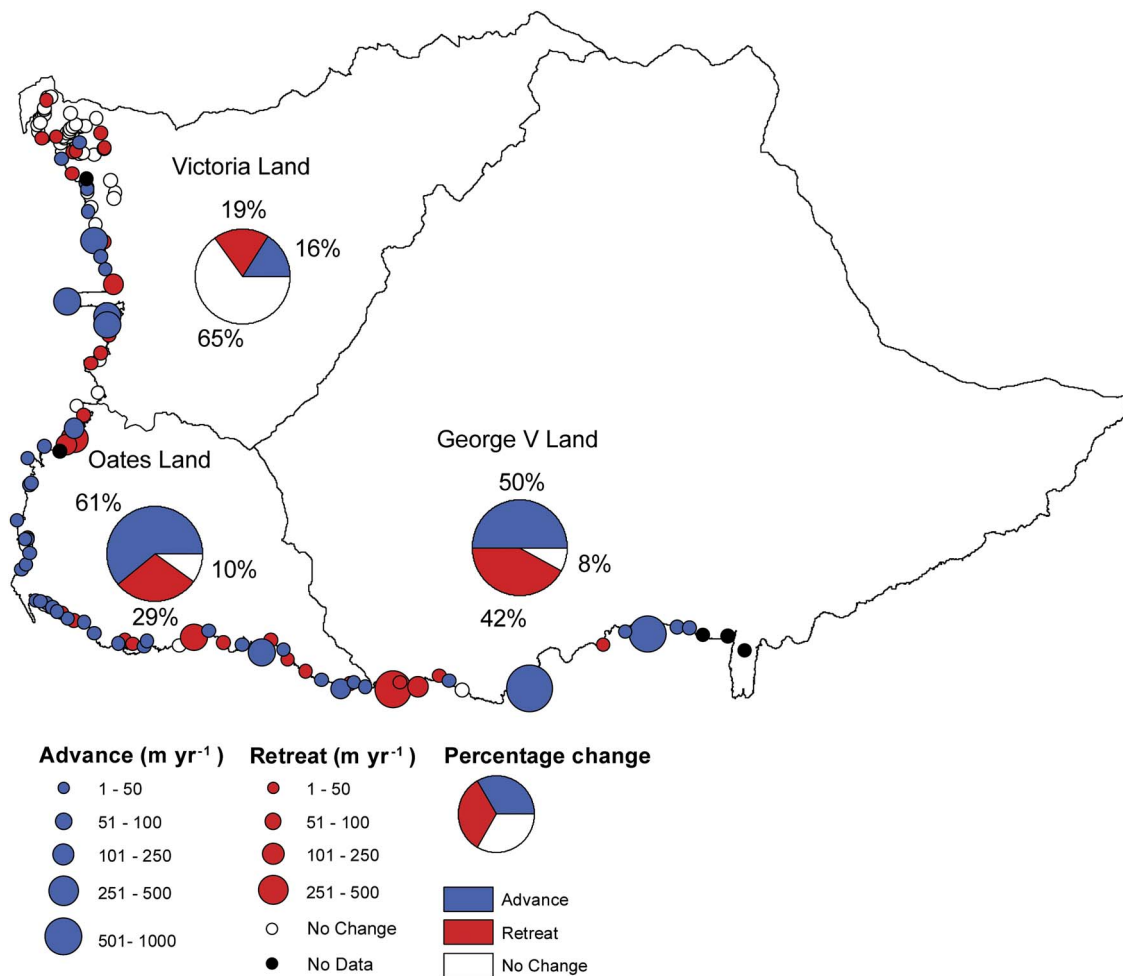 Victoria Land
19%
16%
65%
George V Land
Oates Land
50%
61%
10%
8%
29%
42%
Advance (m yr⁻¹ ) Retreat (m yr⁻¹) Percentage change
1 - 50 1 - 50
51 - 100 51 - 100
101 - 250 101 - 250
251 - 500 251 - 500 Advance
No Change Retreat
501- 1000
No Data No Change